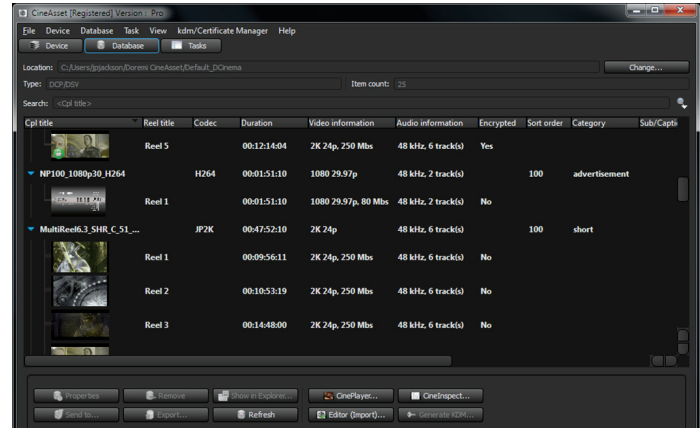 CineAsset [Registered] Version : Pro
File Device Database Task View kdm/Certificate Manager Help
Device Database Tasks
Location: C:/Users/jpjackson/Doremi CineAsset/Default_DCinema Change...
Type: DCP/DSV Item count: 25
Search: <Cpl title>
Cpl title Reel title Codec Duration Video information Audio information Encrypted Sort order Category Sub/Captio
Reel 5 00:12:14:04 2K 24p, 250 Mbs 48 kHz, 6 track(s) Yes
NP100_1080p30_H264 H264 00:01:51:10 1080 29.97p 48 kHz, 2 track(s) 100 advertisement
Reel 1 00:01:51:10 1080 29.97p, 80 Mbs 48 kHz, 2 track(s) No
MultiReel6.3_SHR_C_51_... JP2K 00:47:52:10 2K 24p 48 kHz, 6 track(s) 100 short
Reel 1 00:09:56:11 2K 24p, 250 Mbs 48 kHz, 6 track(s) No
Reel 2 00:10:53:19 2K 24p, 250 Mbs 48 kHz, 6 track(s) No
Reel 3 00:14:48:00 2K 24p, 250 Mbs 48 kHz, 6 track(s) No
Properties Remove Show in Explorer... CinePlayer... CineInspect...
Send to... Export... Refresh Editor (Import)... Generate KDM...